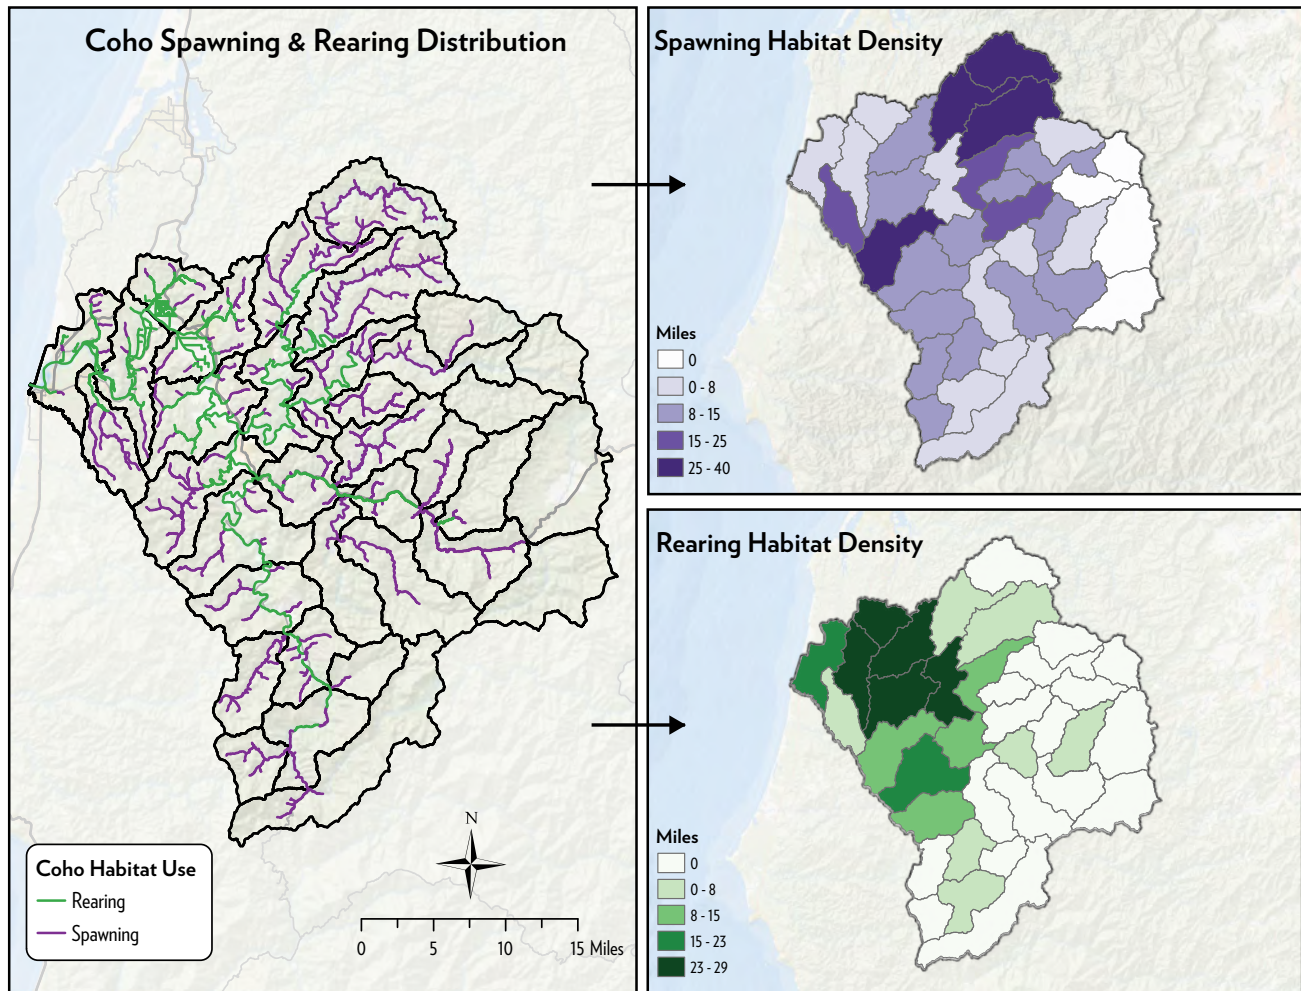 Coho Spawning & Rearing Distribution
N
Coho Habitat Use
Rearing
Spawning
0 5 10 15 Miles
Spawning Habitat Density
Miles
0
0 - 8
8 - 15
15 - 25
25 - 40
Rearing Habitat Density
Miles
0
0 - 8
8 - 15
15 - 23
23 - 29